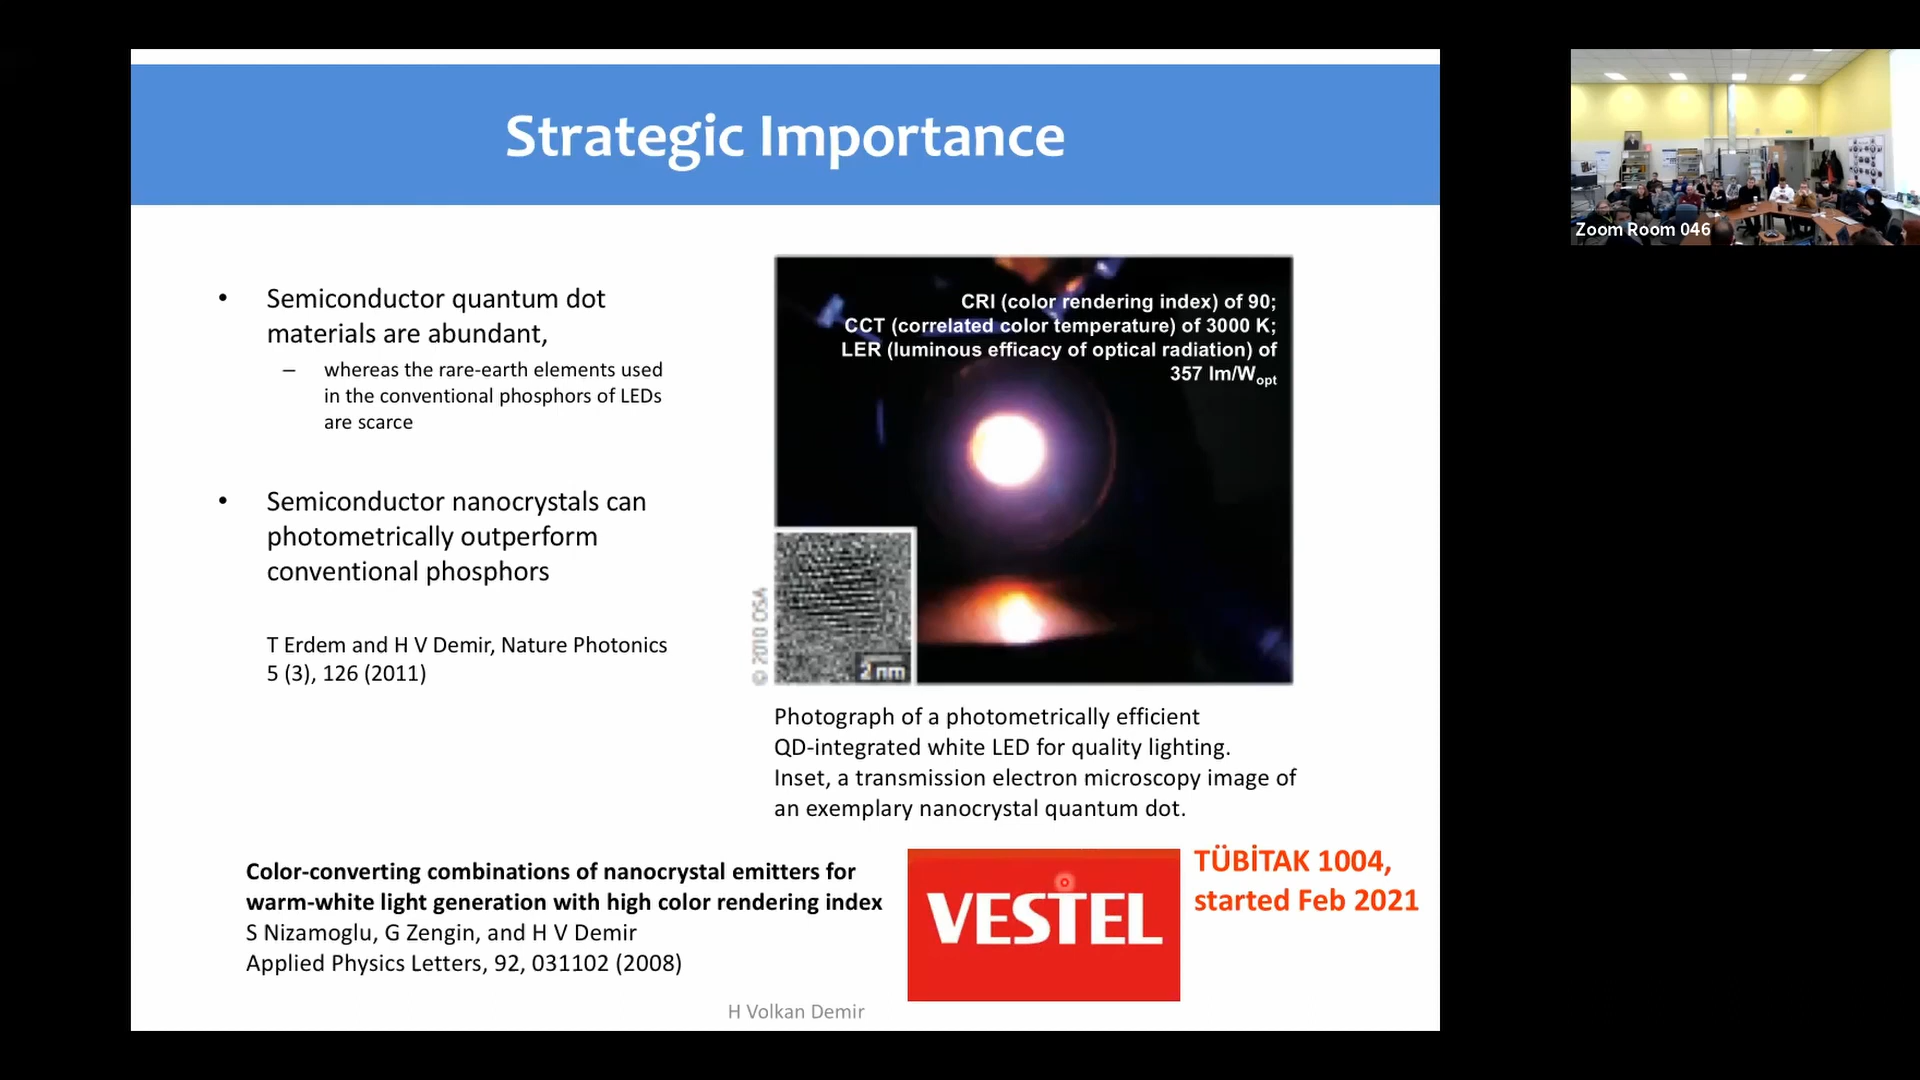 Strategic Importance
• Semiconductor quantum dot
materials are abundant,
– whereas the rare-earth elements used
in the conventional phosphors of LEDs
are scarce
• Semiconductor nanocrystals can
photometrically outperform
conventional phosphors
T Erdem and H V Demir, Nature Photonics
5 (3), 126 (2011)
CRI (color rendering index) of 90;
CCT (correlated color temperature) of 3000 K;
LER (luminous efficacy of optical radiation) of
357 lm/Wopt
© 2010 OSA
2 nm
Photograph of a photometrically efficient
QD-integrated white LED for quality lighting.
Inset, a transmission electron microscopy image of
an exemplary nanocrystal quantum dot.
Color-converting combinations of nanocrystal emitters for
warm-white light generation with high color rendering index
S Nizamoglu, G Zengin, and H V Demir
Applied Physics Letters, 92, 031102 (2008)
VESTEL
TÜBİTAK 1004,
started Feb 2021
H Volkan Demir
Zoom Room 046